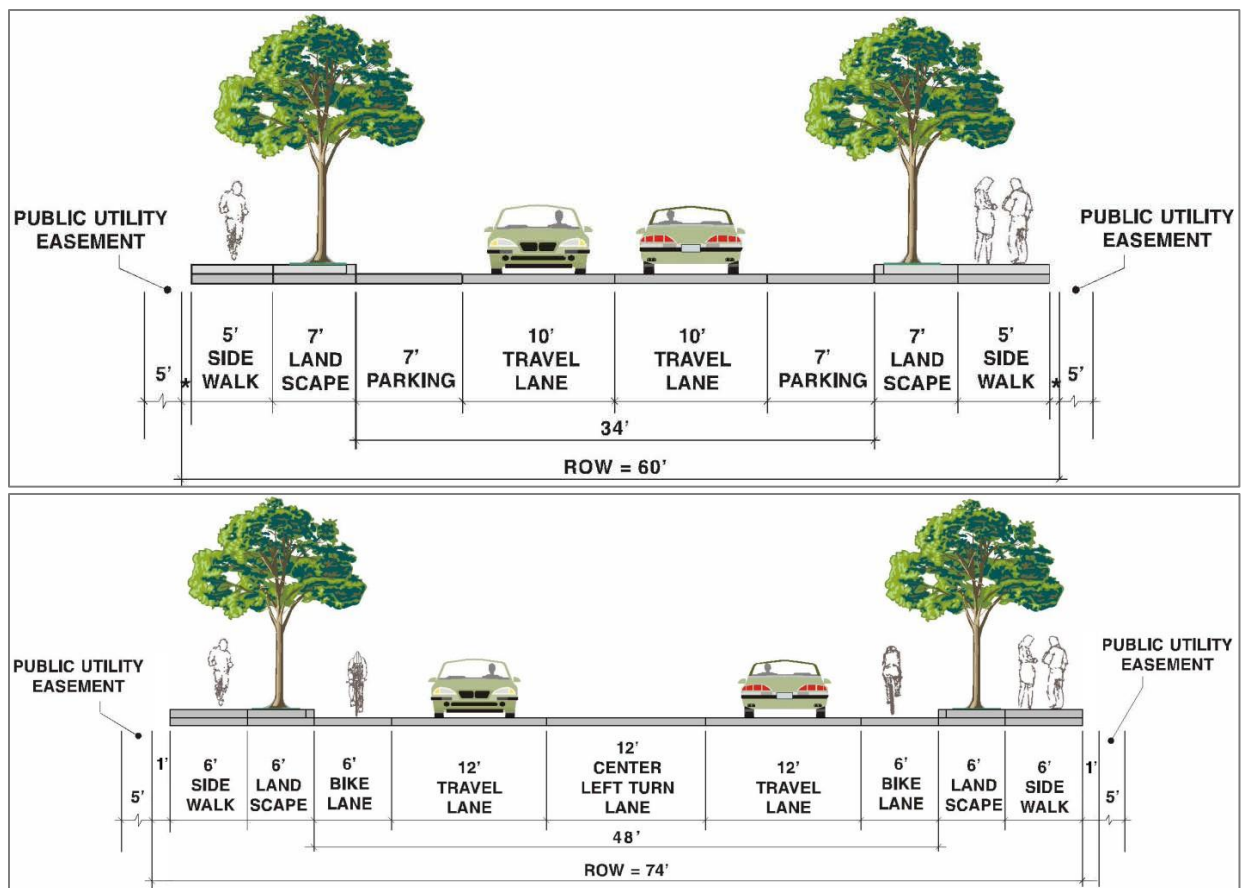 PUBLIC UTILITY
EASEMENT
PUBLIC UTILITY
EASEMENT
5'
*
5'
SIDE
WALK
7'
LAND
SCAPE
7'
PARKING
10'
TRAVEL
LANE
10'
TRAVEL
LANE
7'
PARKING
7'
LAND
SCAPE
5'
SIDE
WALK
*
5'
34'
ROW = 60'
PUBLIC UTILITY
EASEMENT
PUBLIC UTILITY
EASEMENT
5'
1'
6'
SIDE
WALK
6'
LAND
SCAPE
6'
BIKE
LANE
12'
TRAVEL
LANE
12'
CENTER
LEFT TURN
LANE
12'
TRAVEL
LANE
6'
BIKE
LANE
6'
LAND
SCAPE
6'
SIDE
WALK
1'
5'
48'
ROW = 74'